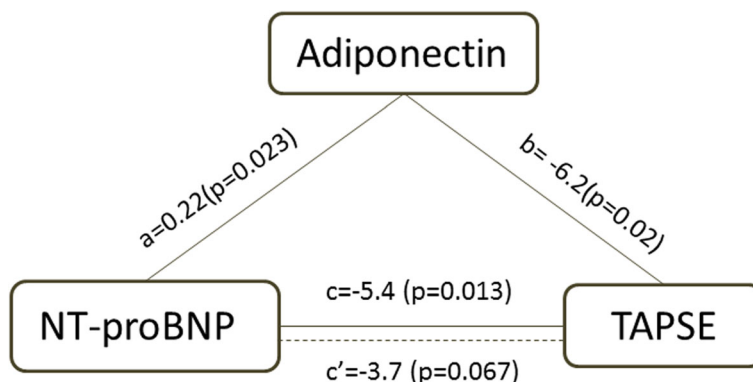 Adiponectin
a=0.22(p=0.023)
b= -6.2(p=0.02)
NT-proBNP
c=-5.4 (p=0.013)
TAPSE
c’=-3.7 (p=0.067)